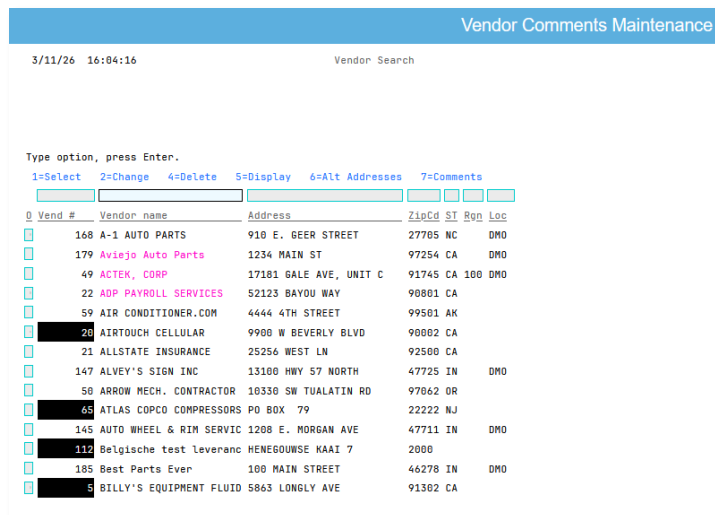 Vendor Comments Maintenance
3/11/26 16:04:16 Vendor Search
Type option, press Enter.
1=Select 2=Change 4=Delete 5=Display 6=Alt Addresses 7=Comments
O Vend # Vendor name Address ZipCd ST Rgn Loc
168 A-1 AUTO PARTS 910 E. GEER STREET 27705 NC DMO
179 Aviejo Auto Parts 1234 MAIN ST 97254 CA DMO
49 ACTEK, CORP 17181 GALE AVE, UNIT C 91745 CA 100 DMO
22 ADP PAYROLL SERVICES 52123 BAYOU WAY 90801 CA
59 AIR CONDITIONER.COM 4444 4TH STREET 99501 AK
20 AIRTOUCH CELLULAR 9900 W BEVERLY BLVD 90002 CA
21 ALLSTATE INSURANCE 25256 WEST LN 92500 CA
147 ALVEY'S SIGN INC 13100 HWY 57 NORTH 47725 IN DMO
50 ARROW MECH. CONTRACTOR 10330 SW TUALATIN RD 97062 OR
65 ATLAS COPCO COMPRESSORS PO BOX 79 22222 NJ
145 AUTO WHEEL & RIM SERVIC 1208 E. MORGAN AVE 47711 IN DMO
112 Belgische test leveranc HENEGOUWSE KAAI 7 2000
185 Best Parts Ever 100 MAIN STREET 46278 IN DMO
5 BILLY'S EQUIPMENT FLUID 5863 LONGLY AVE 91302 CA